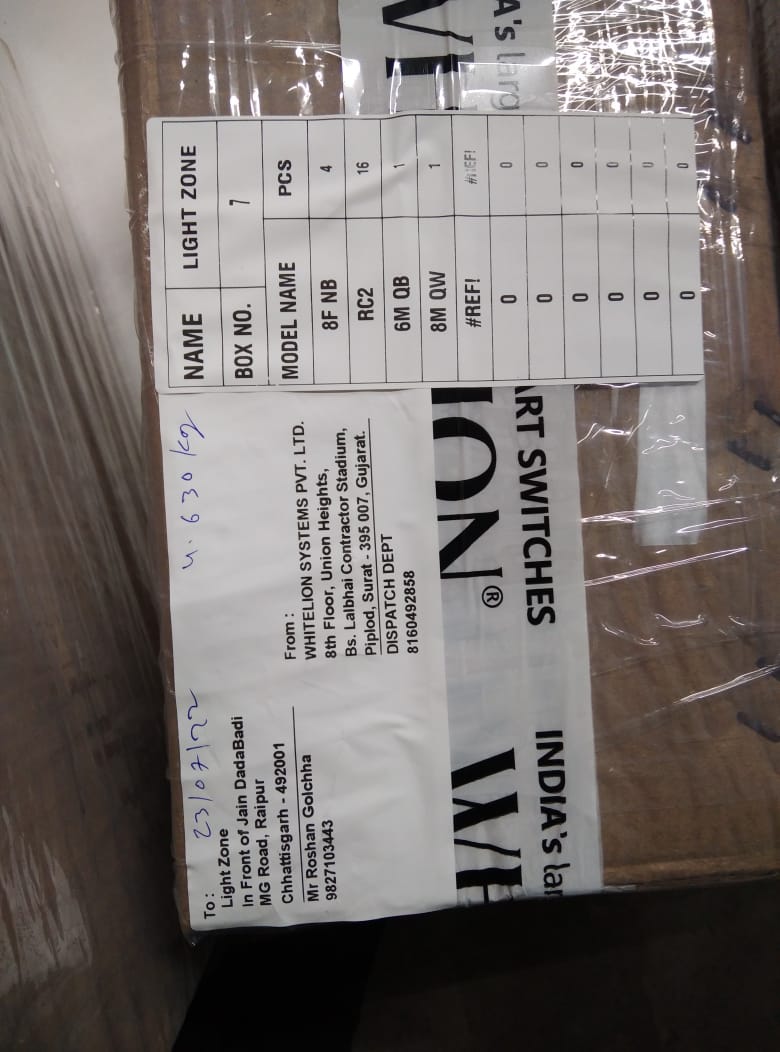 To :
Light Zone
In Front of Jain DadaBadi
MG Road, Raipur
Chhattisgarh - 492001
Mr Roshan Golchha
9827103443
23/07/22
4.630 kg
From :
WHITELION SYSTEMS PVT. LTD.
8th Floor, Union Heights,
Bs. Lalbhai Contractor Stadium,
Piplod, Surat - 395 007, Gujarat.
DISPATCH DEPT
8160492858
NAME LIGHT ZONE
BOX NO. 7
MODEL NAME PCS
8F NB 4
RC2 16
6M QB 1
8M QW 1
#REF! #REF!
0 0
0 0
0 0
0 0
0 0
0 0
WH
ION®
WI
INDIA's lar
ART SWITCHES
A's larg